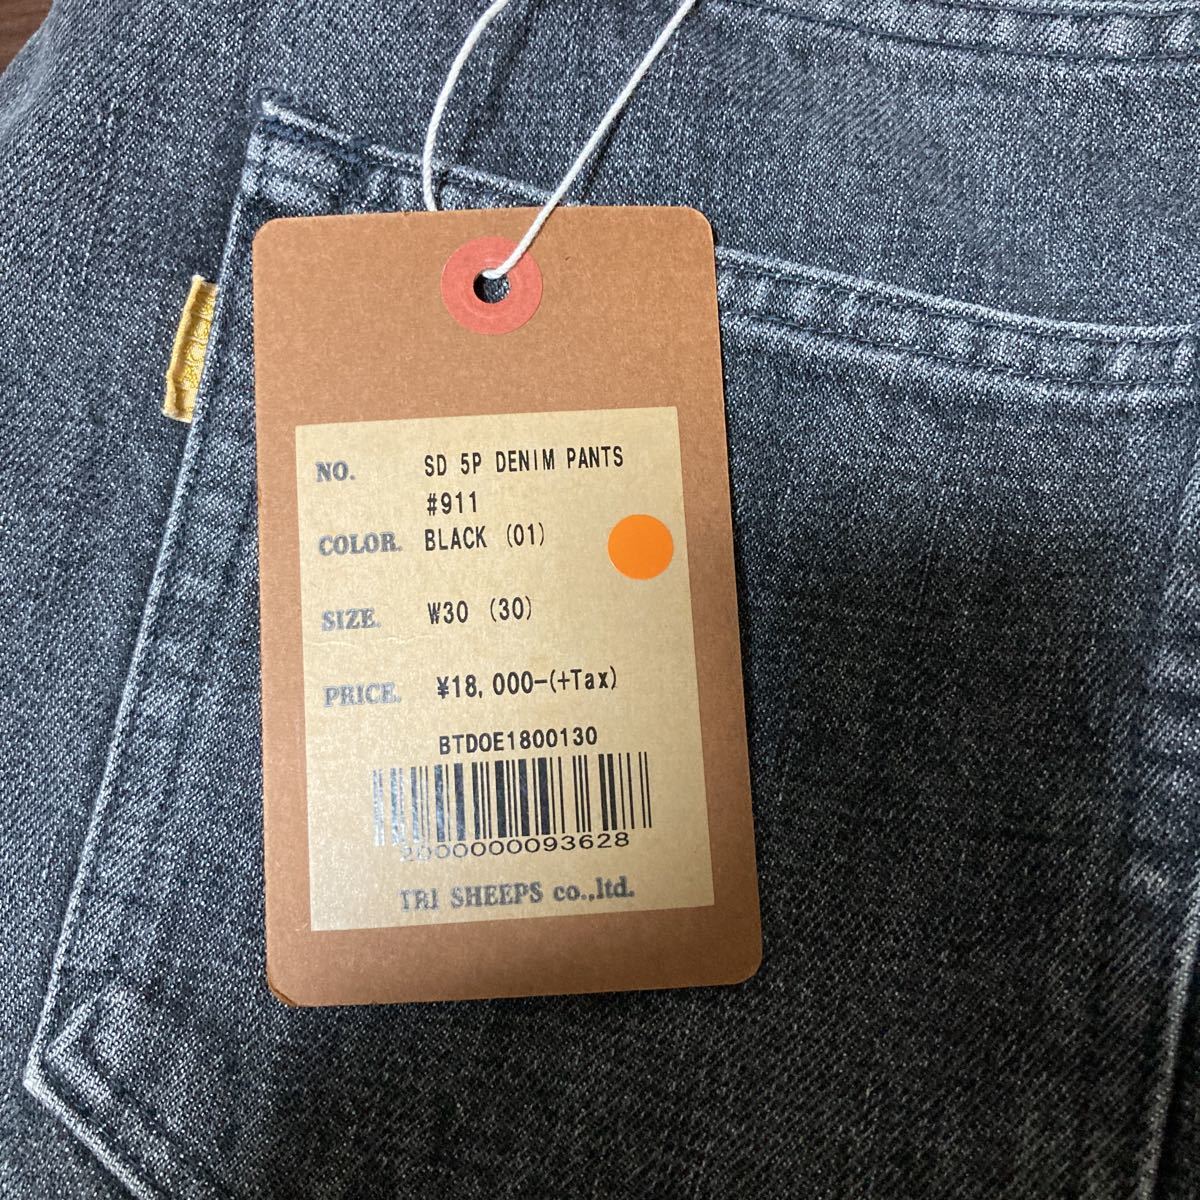 NO. SD 5P DENIM PANTS
#911
COLOR. BLACK (01)
SIZE. W30 (30)
PRICE. ¥18,000-(+Tax)
BTDOE1800130
2000000093628
TRI SHEEPS co.,ltd.